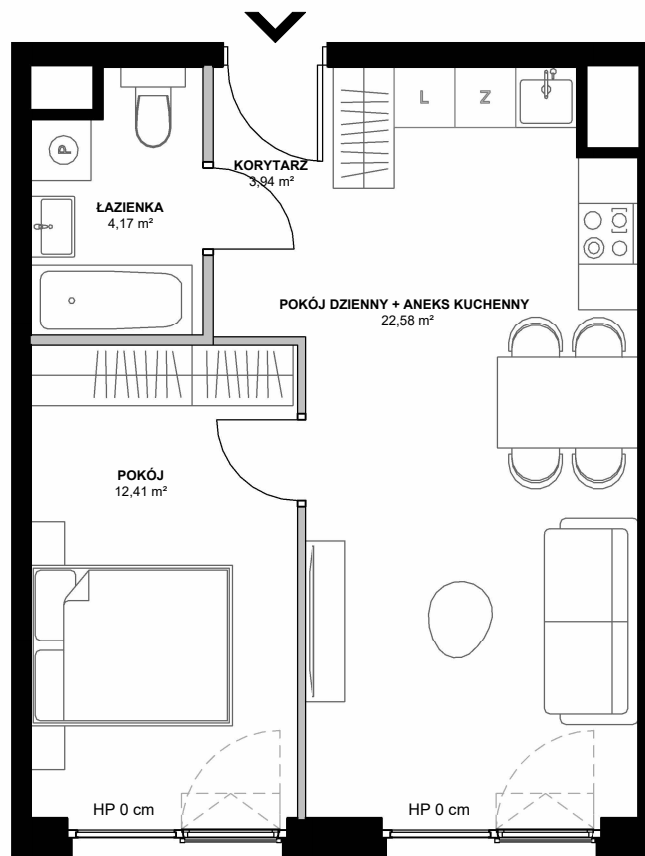 L Z
P
KORYTARZ
3,94 m²
ŁAZIENKA
4,17 m²
POKÓJ DZIENNY + ANEKS KUCHENNY
22,58 m²
POKÓJ
12,41 m²
HP 0 cm HP 0 cm